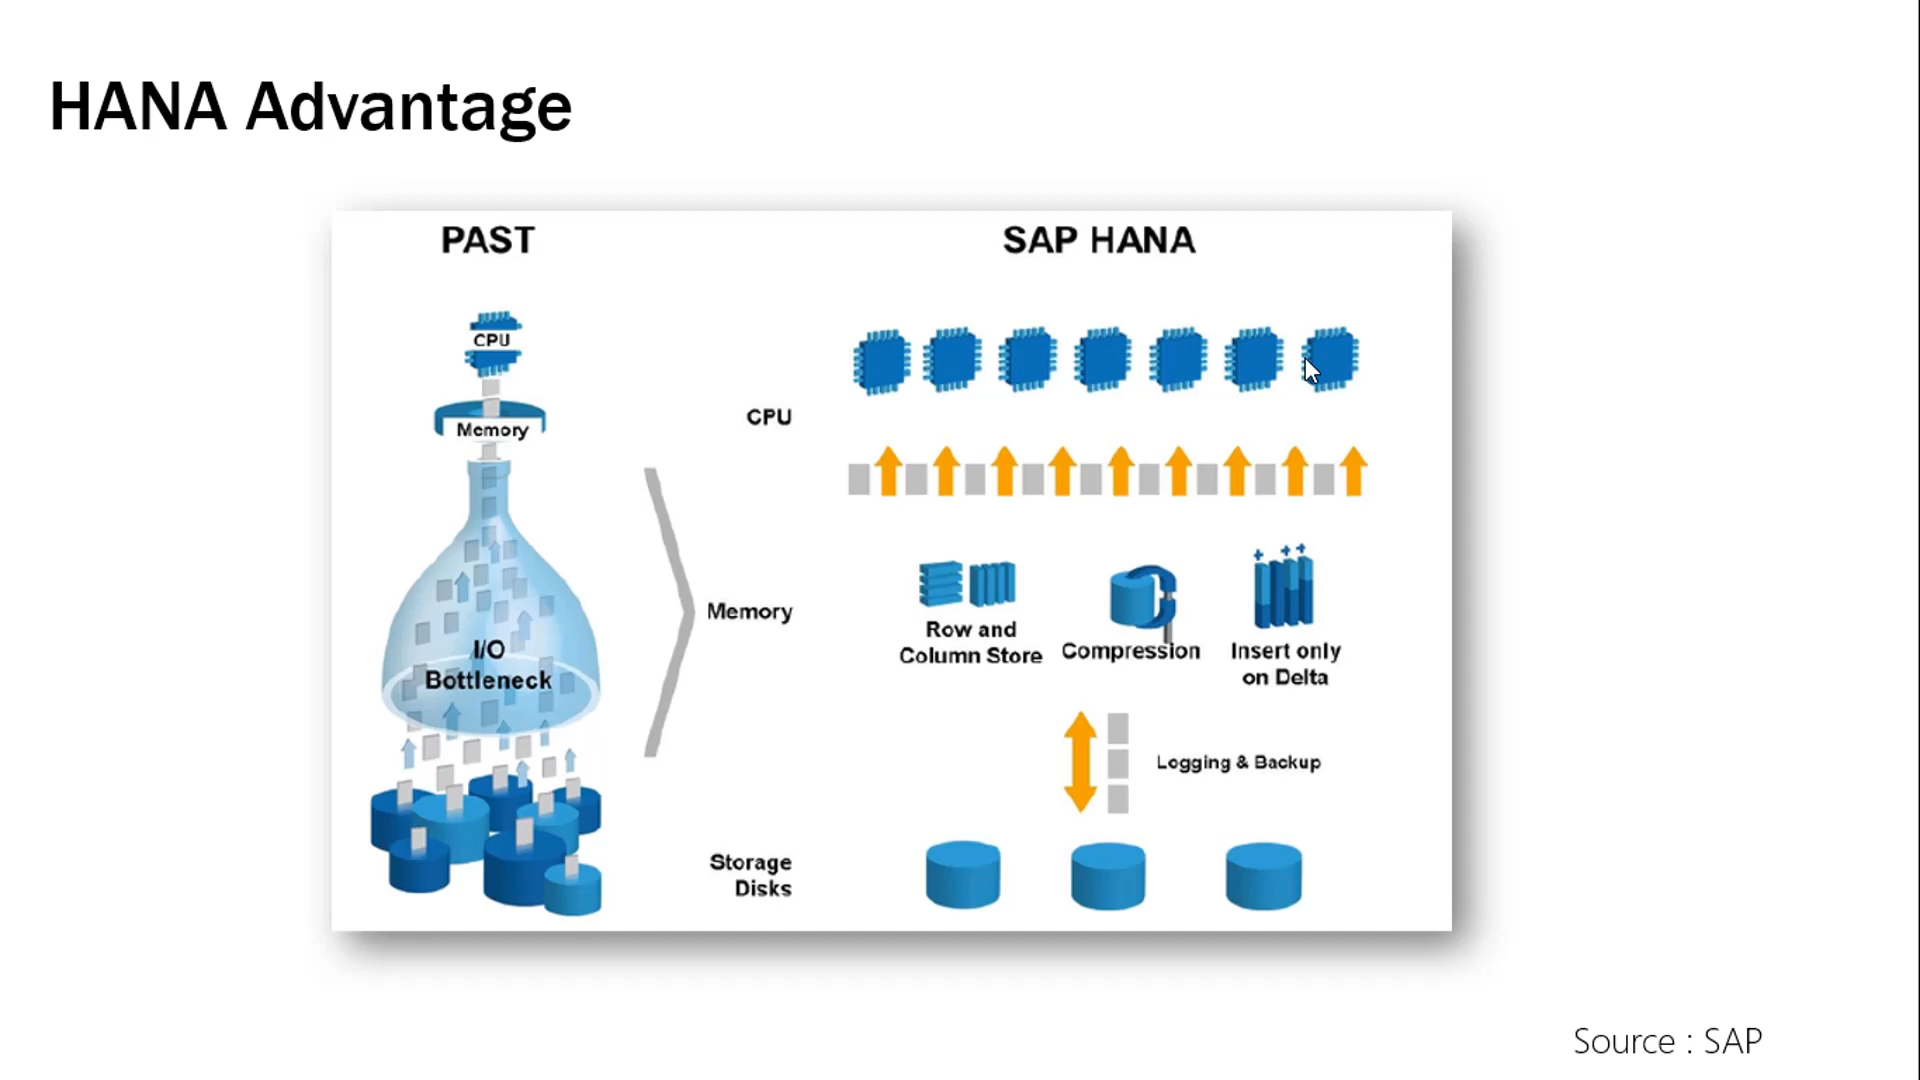 HANA Advantage
PAST
SAP HANA
CPU
Memory
I/O
Bottleneck
CPU
Memory
Storage
Disks
Row and
Column Store
Compression
Insert only
on Delta
Logging & Backup
Source : SAP